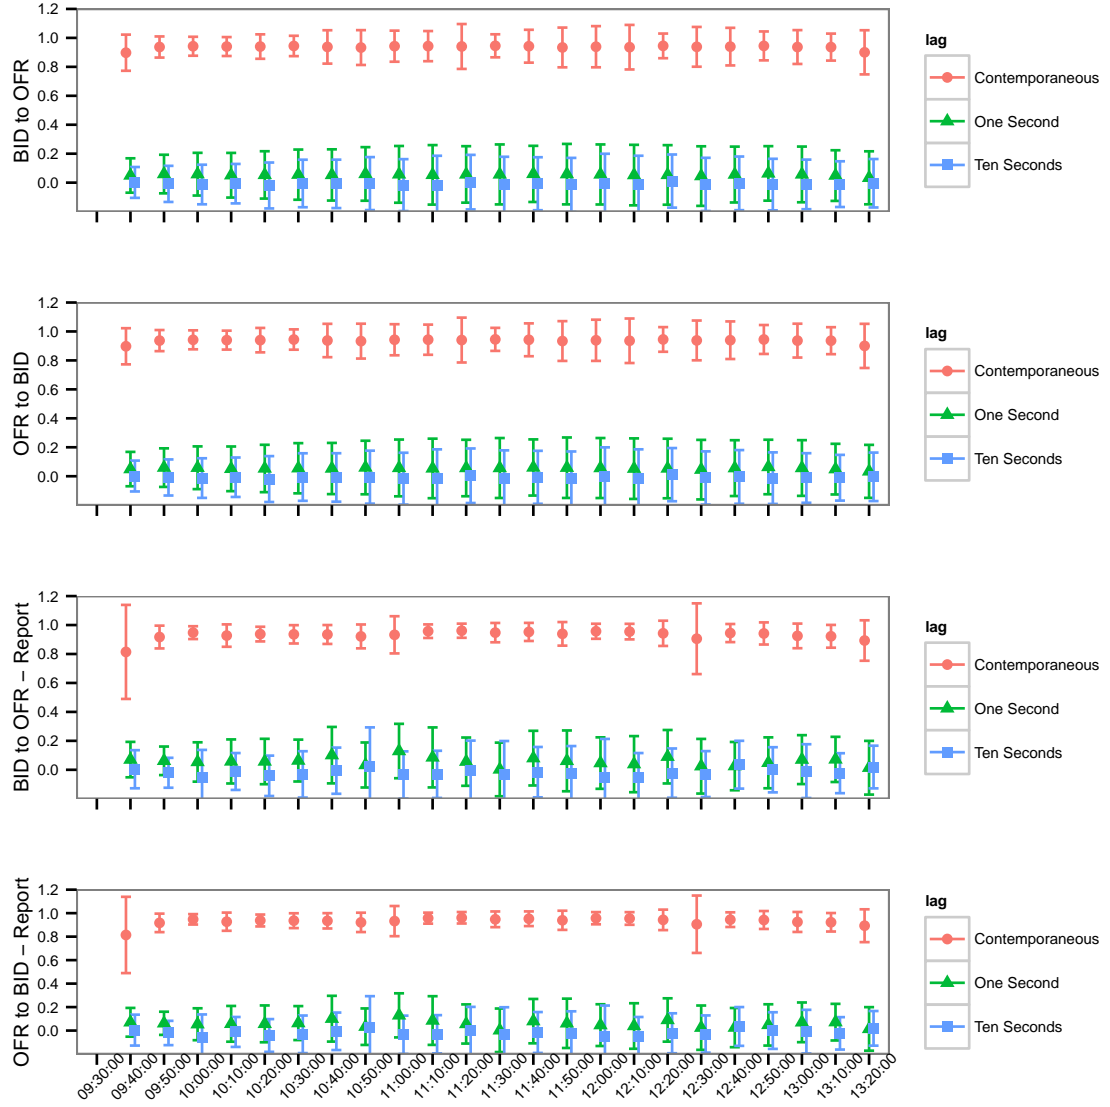 1.2
1.0
0.8
0.6
0.4
0.2
0.0
BID to OFR
lag
Contemporaneous
One Second
Ten Seconds
1.2
1.0
0.8
0.6
0.4
0.2
0.0
OFR to BID
lag
Contemporaneous
One Second
Ten Seconds
1.2
1.0
0.8
0.6
0.4
0.2
0.0
BID to OFR – Report
lag
Contemporaneous
One Second
Ten Seconds
1.2
1.0
0.8
0.6
0.4
0.2
0.0
OFR to BID – Report
lag
Contemporaneous
One Second
Ten Seconds
09:30:00
09:40:00
09:50:00
10:00:00
10:10:00
10:20:00
10:30:00
10:40:00
10:50:00
11:00:00
11:10:00
11:20:00
11:30:00
11:40:00
11:50:00
12:00:00
12:10:00
12:20:00
12:30:00
12:40:00
12:50:00
13:00:00
13:10:00
13:20:00